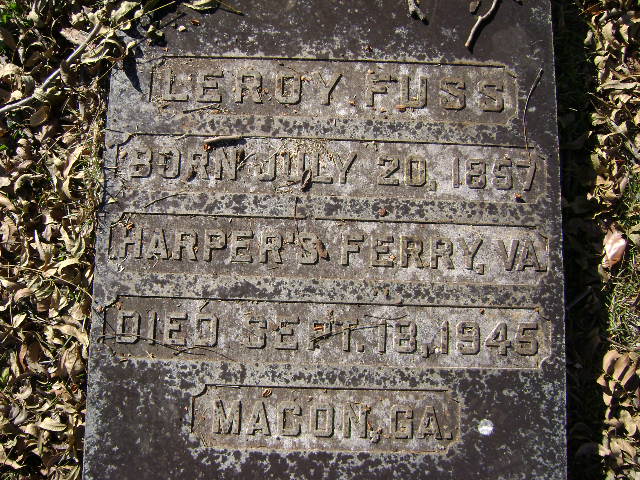 LEROY FUSS
BORN JULY 20, 1857
HARPER'S FERRY, VA.
DIED SEPT. 18, 1945
MACON, GA.